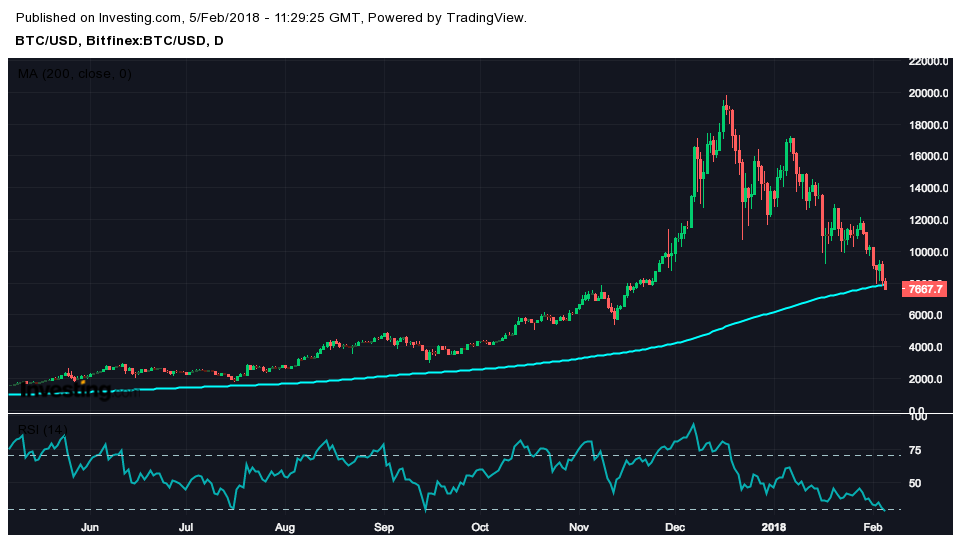 Published on Investing.com, 5/Feb/2018 - 11:29:25 GMT, Powered by TradingView.
BTC/USD, Bitfinex:BTC/USD, D
MA (200, close, 0)
22000.0
20000.0
18000.0
16000.0
14000.0
12000.0
10000.0
7667.7
6000.0
4000.0
2000.0
Investing.com
0.0
100
RSI (14)
75
50
Jun Jul Aug Sep Oct Nov Dec 2018 Feb